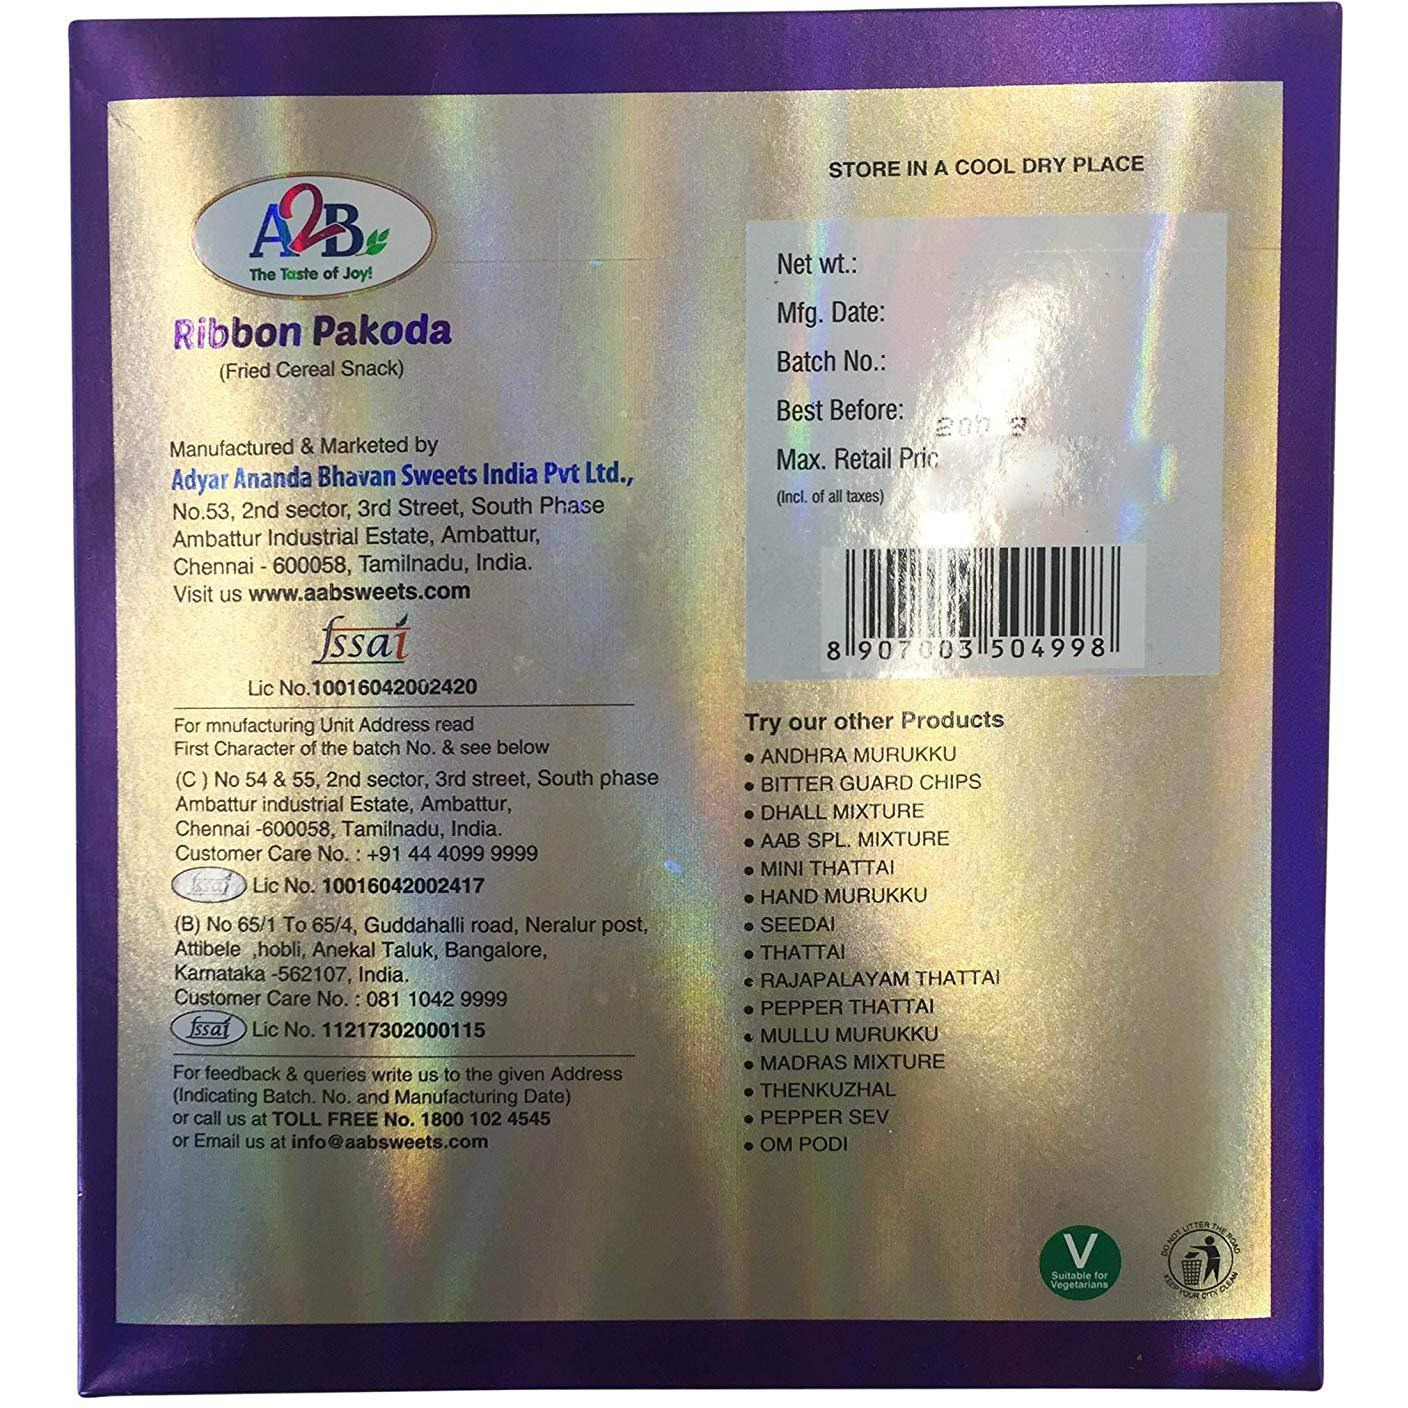 A2B
The Taste of Joy!
Ribbon Pakoda
(Fried Cereal Snack)
Manufactured & Marketed by
Adyar Ananda Bhavan Sweets India Pvt Ltd.,
No.53, 2nd sector, 3rd Street, South Phase
Ambattur Industrial Estate, Ambattur,
Chennai - 600058, Tamilnadu, India.
Visit us www.aabsweets.com
fssai
Lic No.10016042002420
For mnufacturing Unit Address read
First Character of the batch No. & see below
(C ) No 54 & 55, 2nd sector, 3rd street, South phase
Ambattur industrial Estate, Ambattur,
Chennai -600058, Tamilnadu, India.
Customer Care No. : +91 44 4099 9999
fssai Lic No. 10016042002417
(B) No 65/1 To 65/4, Guddahalli road, Neralur post,
Attibele ,hobli, Anekal Taluk, Bangalore,
Karnataka -562107, India.
Customer Care No. : 081 1042 9999
fssai Lic No. 11217302000115
For feedback & queries write us to the given Address
(Indicating Batch. No. and Manufacturing Date)
or call us at TOLL FREE No. 1800 102 4545
or Email us at info@aabsweets.com
STORE IN A COOL DRY PLACE
Net wt.:
Mfg. Date:
Batch No.:
Best Before:
Max. Retail Pric
(Incl. of all taxes)
8 907003 504998
Try our other Products
• ANDHRA MURUKKU
• BITTER GUARD CHIPS
• DHALL MIXTURE
• AAB SPL. MIXTURE
• MINI THATTAI
• HAND MURUKKU
• SEEDAI
• THATTAI
• RAJAPALAYAM THATTAI
• PEPPER THATTAI
• MULLU MURUKKU
• MADRAS MIXTURE
• THENKUZHAL
• PEPPER SEV
• OM PODI
V
Suitable for
Vegetarians
DO NOT LITTER THE ROAD
KEEP YOUR CITY CLEAN